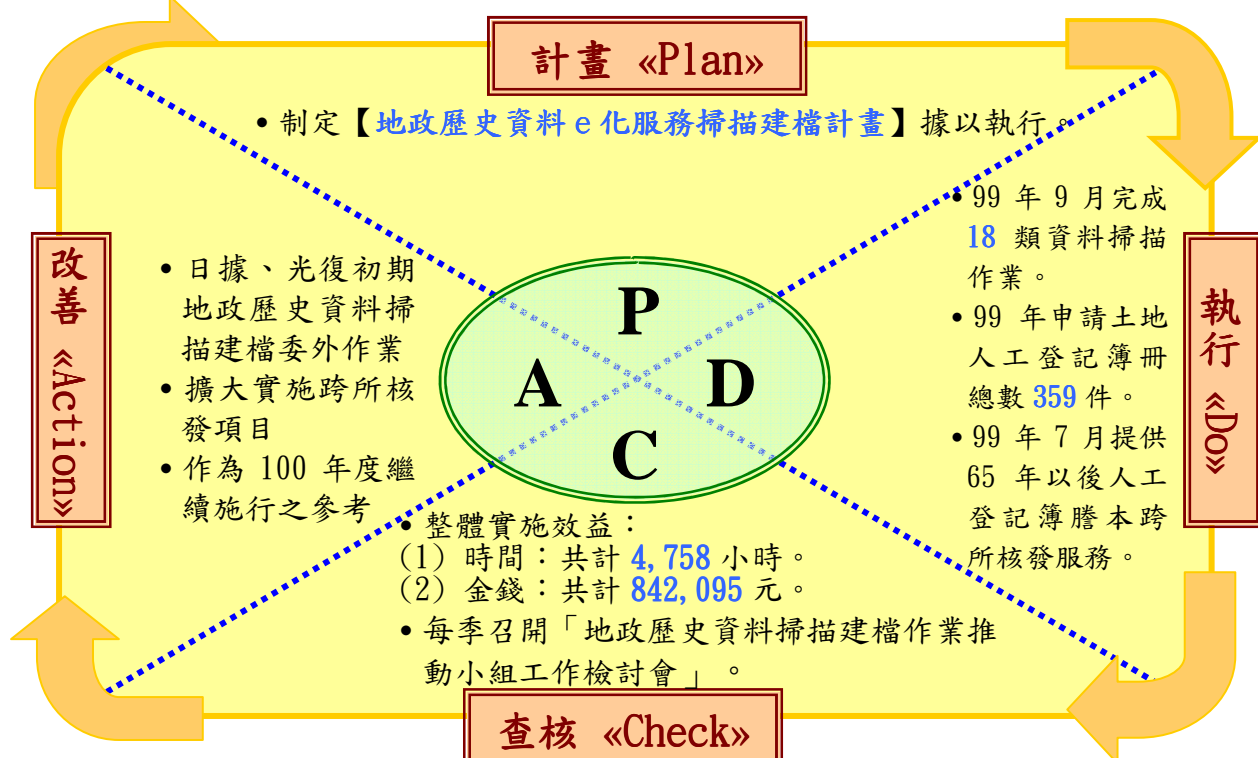 計畫 «Plan»
• 制定【地政歷史資料 e 化服務掃描建檔計畫】據以執行。
• 99 年 9 月完成
18 類資料掃描
作業。
• 99 年申請土地
人工登記簿冊
總數 359 件。
• 99 年 7 月提供
65 年以後人工
登記簿謄本跨
所核發服務。
執行 «Do»
改善 «Action»
• 日據、光復初期
地政歷史資料掃
描建檔委外作業
• 擴大實施跨所核
發項目
• 作為 100 年度繼
續施行之參考
P
A
D
C
• 整體實施效益：
(1) 時間：共計 4,758 小時。
(2) 金錢：共計 842,095 元。
• 每季召開「地政歷史資料掃描建檔作業推
動小組工作檢討會」。
查核 «Check»